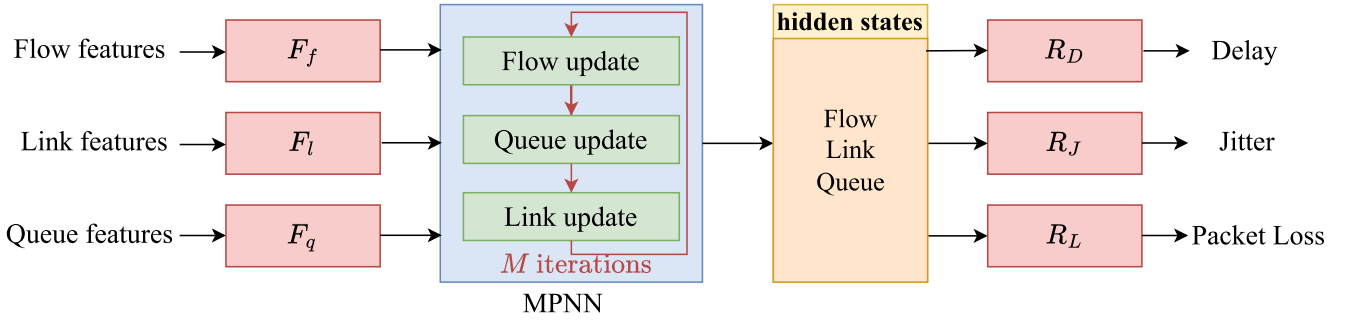 Flow features
F_f
Link features
F_l
Queue features
F_q
Flow update
Queue update
Link update
M iterations
MPNN
hidden states
Flow
Link
Queue
R_D
Delay
R_J
Jitter
R_L
Packet Loss